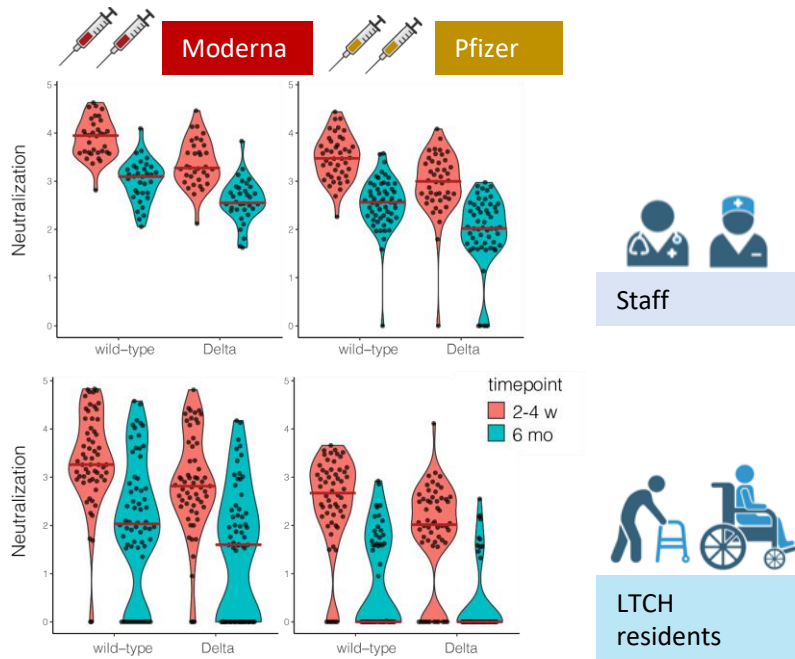 Moderna
Pfizer
Neutralization
5
4
3
2
1
0
wild-type
Delta
5
4
3
2
1
0
wild-type
Delta
Staff
Neutralization
5
4
3
2
1
0
wild-type
Delta
5
4
3
2
1
0
wild-type
Delta
timepoint
2-4 w
6 mo
LTCH
residents